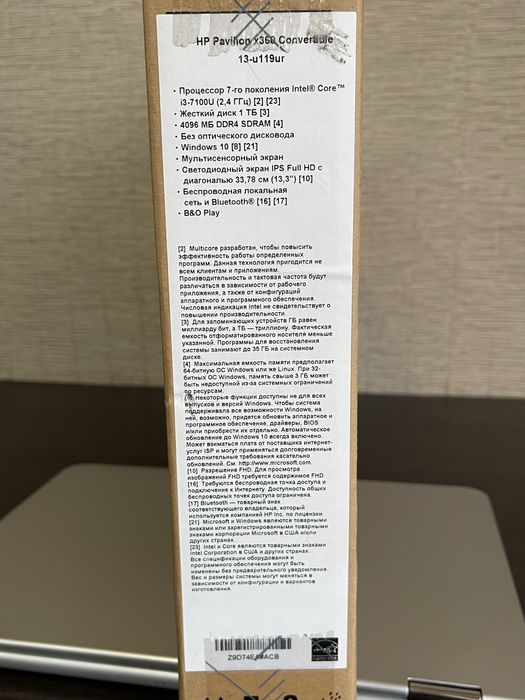 HP Pavilion x360 Convertible
13-u119ur
• Процессор 7-го поколения Intel® Core™
i3-7100U (2,4 ГГц) [2] [23]
• Жесткий диск 1 ТБ [3]
• 4096 МБ DDR4 SDRAM [4]
• Без оптического дисковода
• Windows 10 [8] [21]
• Мультисенсорный экран
• Светодиодный экран IPS Full HD с
диагональю 33,78 см (13,3") [10]
• Беспроводная локальная
сеть и Bluetooth® [16] [17]
• B&O Play
[2] Multicore разработан, чтобы повысить
эффективность работы определенных
программ. Данная технология пригодится не
всем клиентам и приложениям.
Производительность и тактовая частота будут
различаться в зависимости от рабочего
приложения, а также от конфигураций
аппаратного и программного обеспечения.
Числовая индикация Intel не свидетельствует о
повышении производительности.
[3] Для запоминающих устройств ГБ равен
миллиарду бит, а ТБ — триллиону. Фактическая
емкость отформатированного носителя меньше
указанной. Программы для восстановления
системы занимают до 35 ГБ на системном
диске.
[4] Максимальная емкость памяти предполагает
64-битную ОС Windows или же Linux. При 32-
битных ОС Windows, память свыше 3 ГБ может
быть недоступной из-за системных ограничений
по ресурсам.
[8] Некоторые функции доступны не для всех
выпусков и версий Windows. Чтобы система
поддерживала все возможности Windows, на
ней, возможно, придется обновить аппаратное и
программное обеспечение, драйверы, BIOS
и/или приобрести их отдельно. Автоматическое
обновление до Windows 10 всегда включено.
Может взиматься плата от поставщика интернет-
услуг ISP и могут применяться дополнительные
дополнительные требования касательно
обновлений. См. http://www.microsoft.com.
[10] Разрешение FHD. Для просмотра
изображений FHD требуется содержимое FHD.
[16] Требуются беспроводная точка доступа и
подключение к Интернету. Доступность общих
беспроводных точек доступа ограничена.
[17] Bluetooth — товарный знак
соответствующего владельца, который
используется компанией HP Inc. по лицензии.
[21] Microsoft и Windows являются товарными
знаками или зарегистрированными товарными
знаками корпорации Microsoft в США и/или
других странах.
[23] Intel и Core являются товарными знаками
Intel Corporation в США и других странах.
Все спецификации оборудования и
программного обеспечения могут быть
изменены без предварительного уведомления.
Вес и размеры системы могут меняться в
зависимости от конфигурации и вариантов
изготовления.
Z9D74EA#ACB